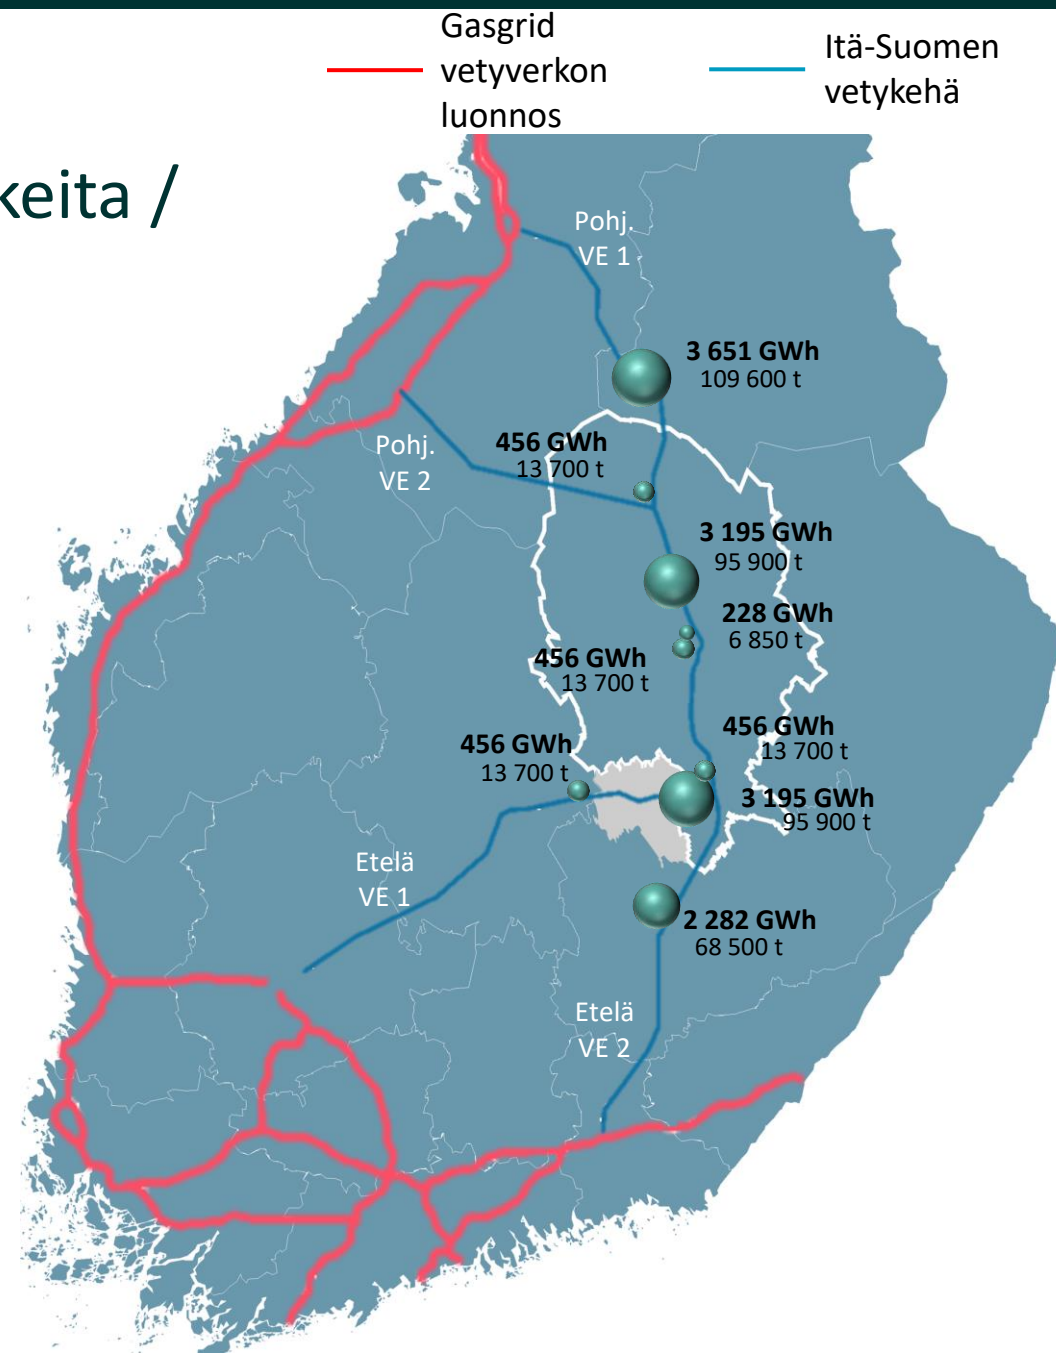 Gasgrid
vetyverkon
luonnos
Itä-Suomen
vetykehä
keita /
Pohj.
VE 1
3 651 GWh
109 600 t
Pohj.
VE 2
456 GWh
13 700 t
3 195 GWh
95 900 t
228 GWh
6 850 t
456 GWh
13 700 t
456 GWh
13 700 t
456 GWh
13 700 t
3 195 GWh
95 900 t
Etelä
VE 1
2 282 GWh
68 500 t
Etelä
VE 2